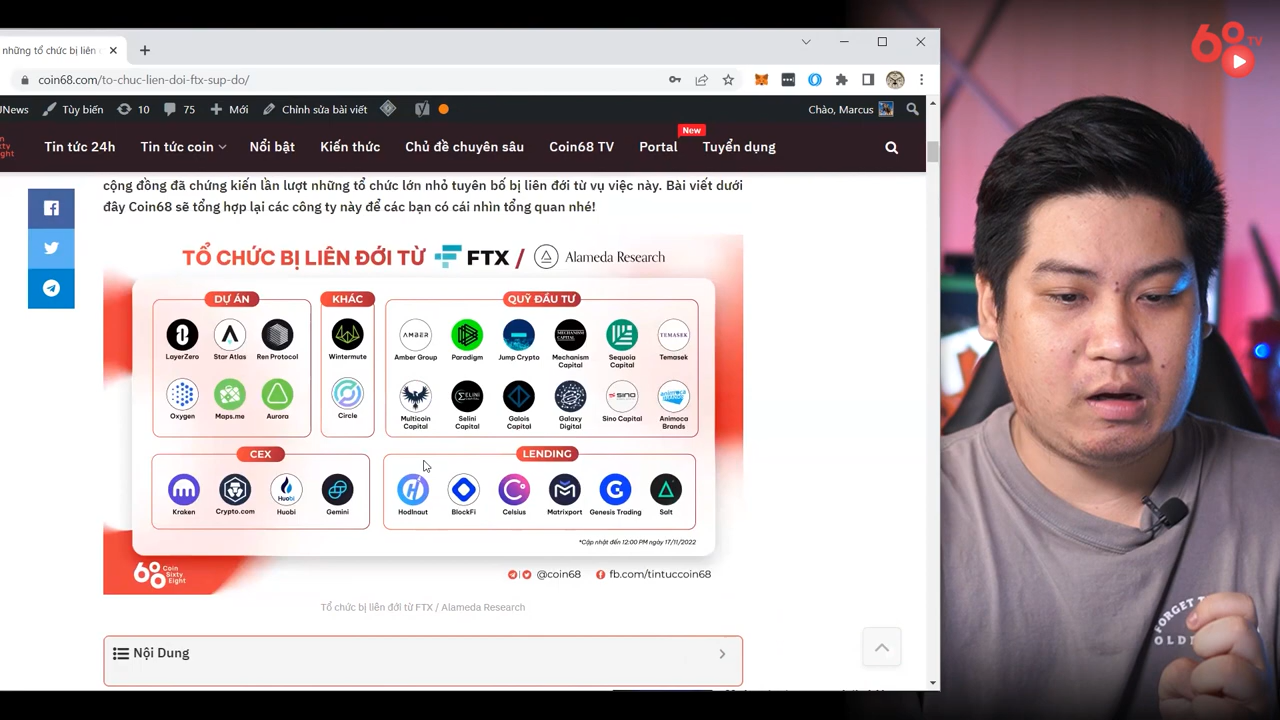 68
TV
những tổ chức bị liên
coin68.com/to-chuc-lien-doi-ftx-sup-do/
News Tùy biến 10 75 Mới Chỉnh sửa bài viết Chào, Marcus
New
Tin tức 24h Tin tức coin Nổi bật Kiến thức Chủ đề chuyên sâu Coin68 TV Portal Tuyển dụng
cộng đồng đã chứng kiến lần lượt những tổ chức lớn nhỏ tuyên bố bị liên đới từ vụ việc này. Bài viết dưới
đây Coin68 sẽ tổng hợp lại các công ty này để các bạn có cái nhìn tổng quan nhé!
TỔ CHỨC BỊ LIÊN ĐỚI TỪ FTX / Alameda Research
DỰ ÁN KHÁC QUỸ ĐẦU TƯ
LayerZero Star Atlas Ren Protocol Wintermute Amber Group Paradigm Jump Crypto Mechanism Capital Sequoia Capital Temasek
Oxygen Maps.me Aurora Circle Multicoin Capital Selini Capital Galois Capital Galaxy Digital Sino Capital Animoca Brands
CEX LENDING
Kraken Crypto.com Huobi Gemini Hodlnaut BlockFi Celsius Matrixport Genesis Trading Salt
*Cập nhật đến 12:00 PM ngày 17/11/2022
Coin Sixty Eight @coin68 fb.com/tintuccoin68
Tổ chức bị liên đới từ FTX / Alameda Research
Nội Dung
FORGET
OLD